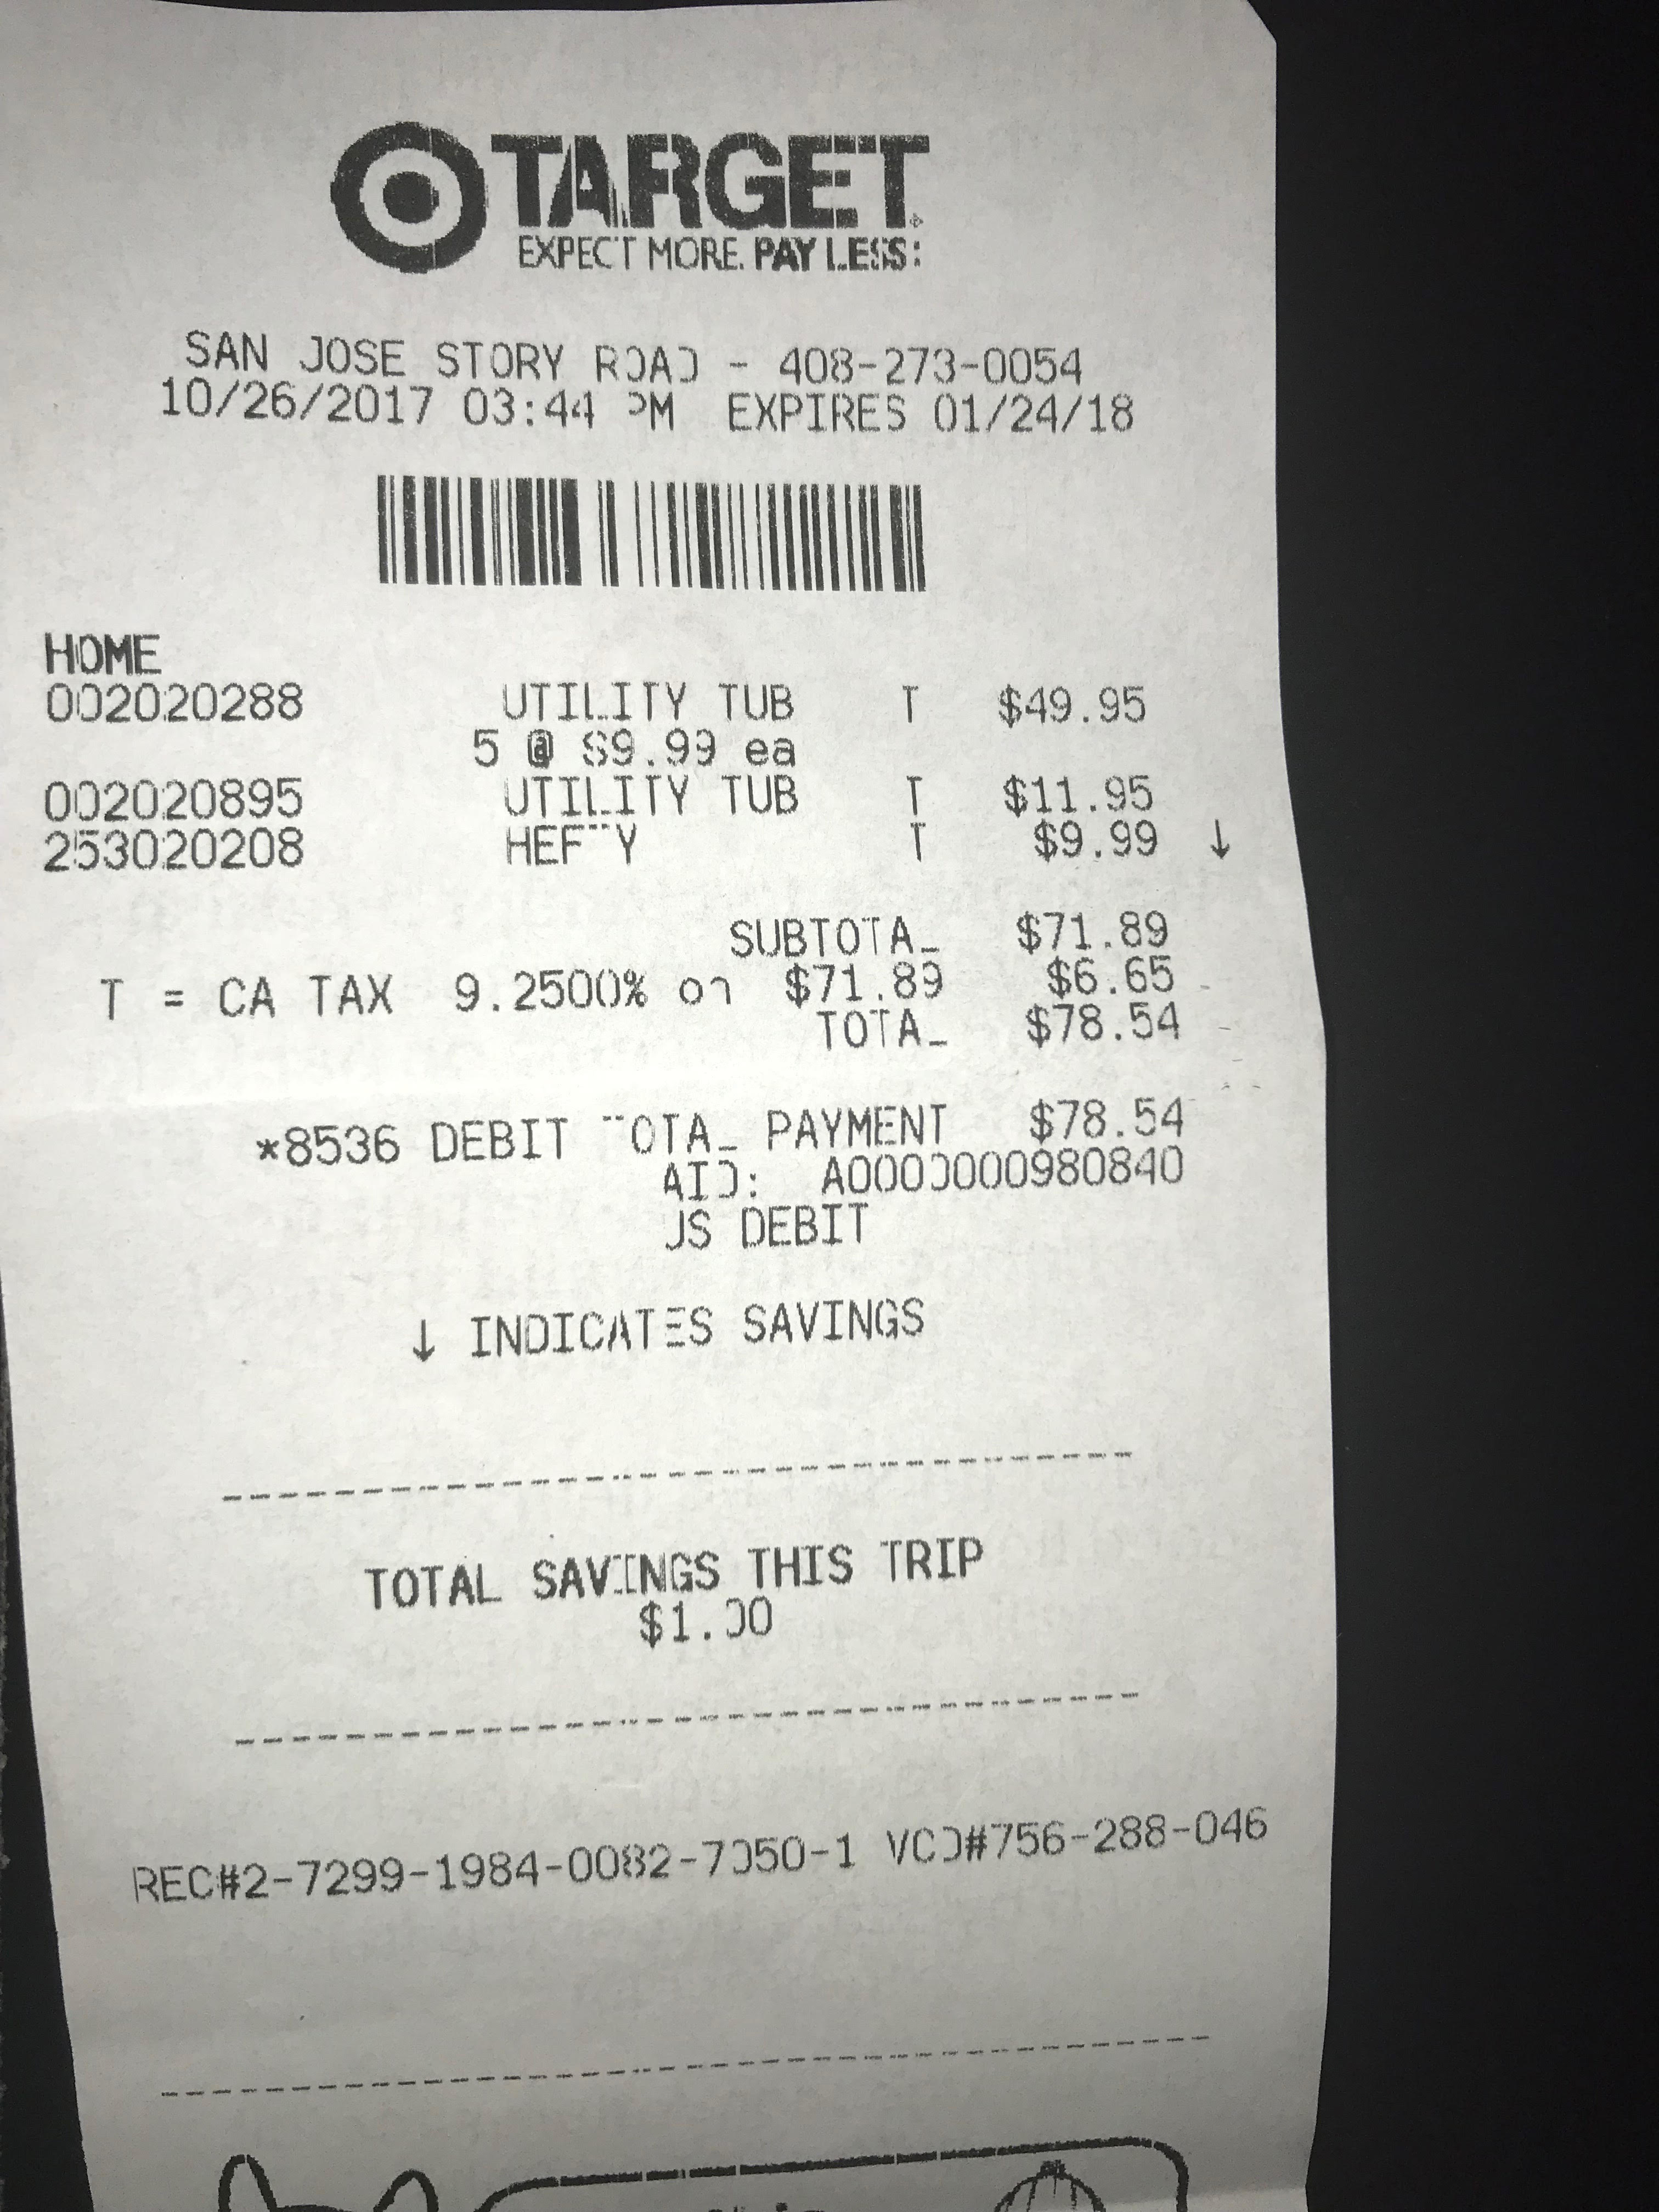 TARGET
EXPECT MORE. PAY LESS.
SAN JOSE STORY ROAD - 408-273-0054
10/26/2017 03:44 PM EXPIRES 01/24/18
HOME
002020288 UTILITY TUB T $49.95
5 @ $9.99 ea
002020895 UTILITY TUB T $11.95
253020208 HEFTY T $9.99 ↓
SUBTOTAL $71.89
T = CA TAX 9.2500% on $71.89 $6.65
TOTAL $78.54
*8536 DEBIT TOTAL PAYMENT $78.54
AID: A0000000980840
US DEBIT
↓ INDICATES SAVINGS
TOTAL SAVINGS THIS TRIP
$1.00
REC#2-7299-1984-0082-7050-1 VCD#756-288-046